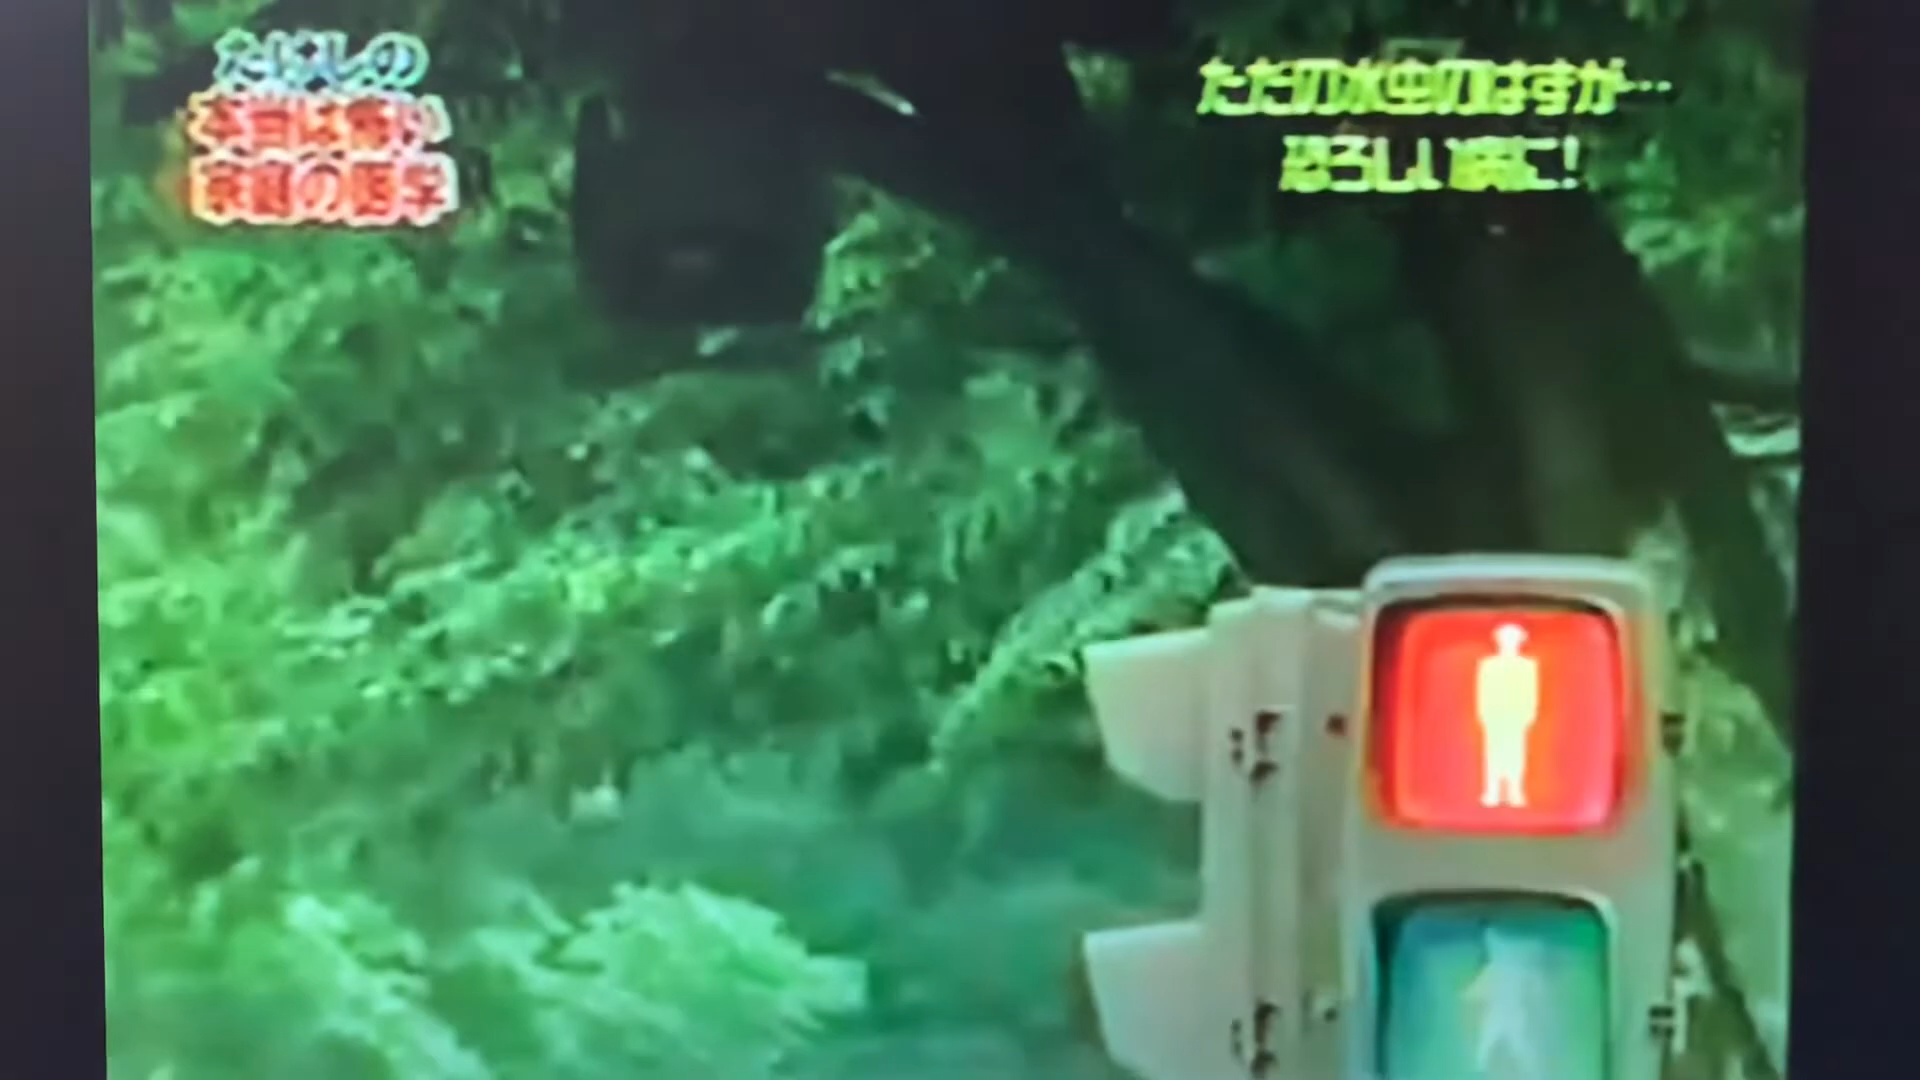 たけしの
本当は怖い
家庭の医学
ただの水虫のはずが…
恐ろしい病に!